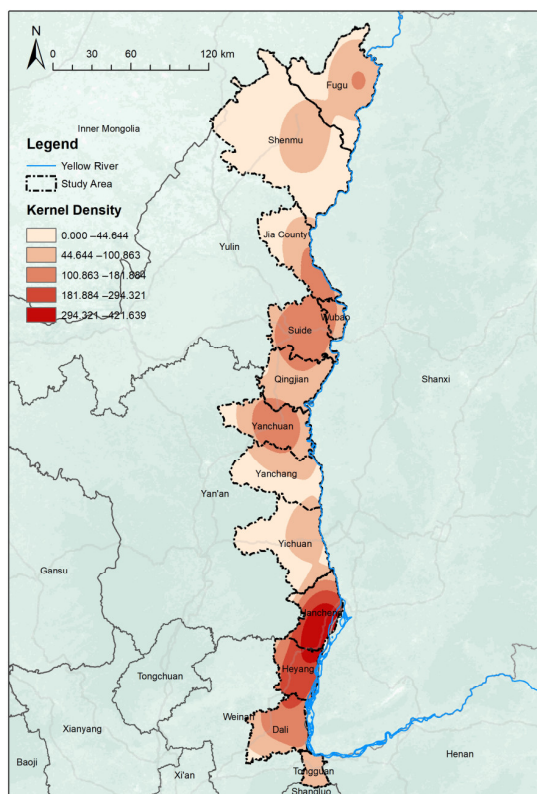 N
0 30 60 120 km
Fugu
Inner Mongolia
Shenmu
Legend
Yellow River
Study Area
Kernel Density
0.000 –44.644
44.644 –100.863
100.863 –181.884
181.884 –294.321
294.321 –421.639
Jia County
Yulin
Wubao
Suide
Qingjian
Shanxi
Yanchuan
Yanchang
Yan'an
Yichuan
Gansu
Hancheng
Heyang
Tongchuan
Weinan
Dali
Xianyang
Henan
Baoji
Xi'an
Tongguan
Shangluo